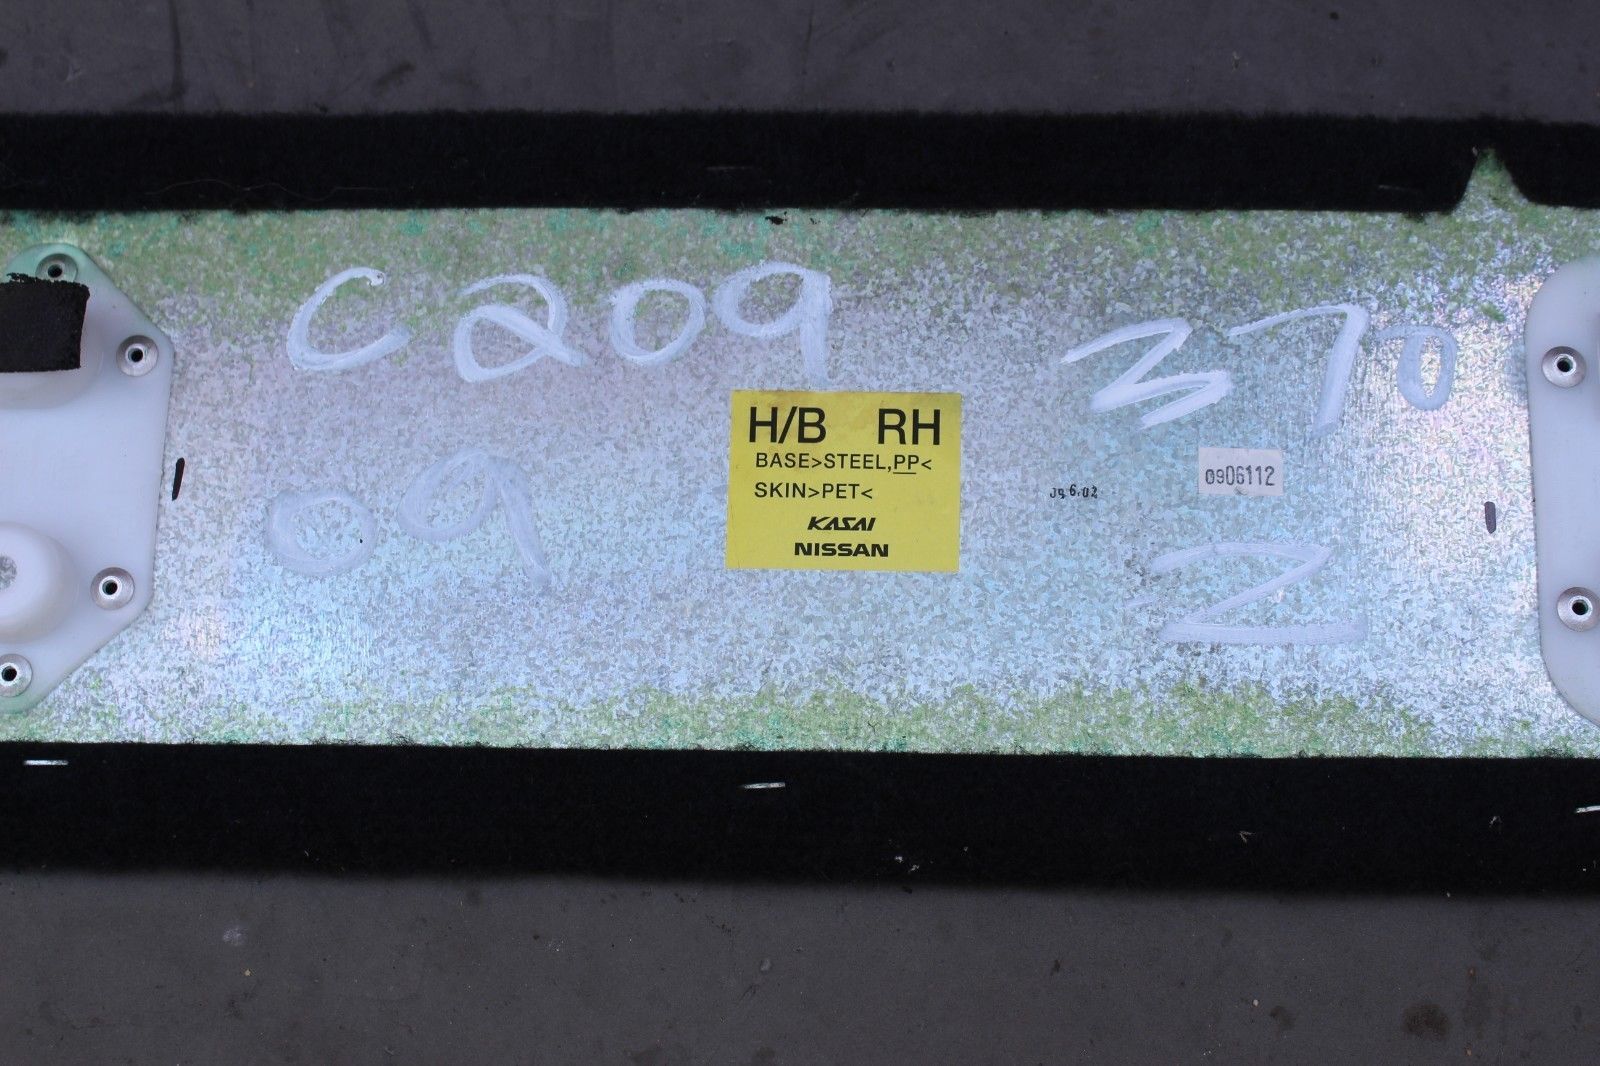 C209
370
H/B RH
BASE>STEEL,PP<
SKIN>PET<
KASAI
NISSAN
0906112
09
Z